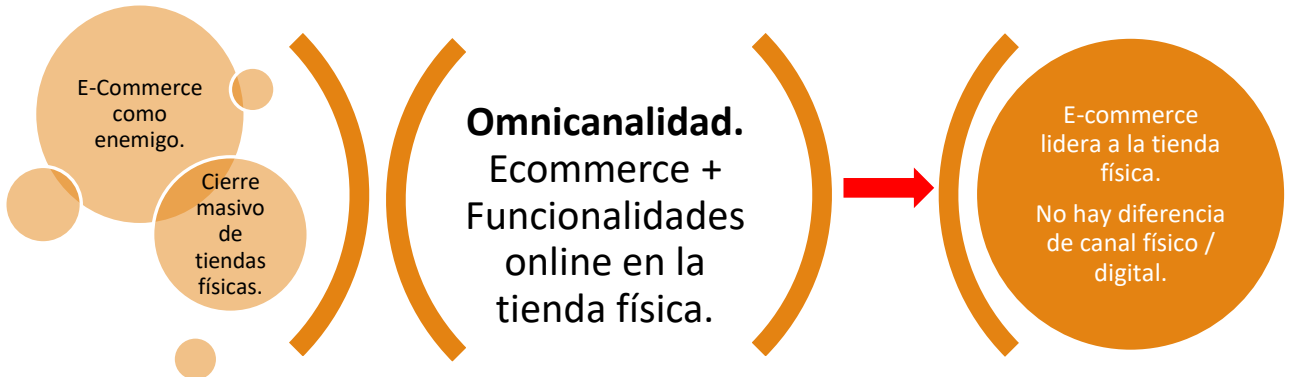 E-Commerce
como
enemigo.
Cierre
masivo
de
tiendas
físicas.
Omnicanalidad.
Ecommerce +
Funcionalidades
online en la
tienda física.
E-commerce
lidera a la tienda
física.
No hay diferencia
de canal físico /
digital.